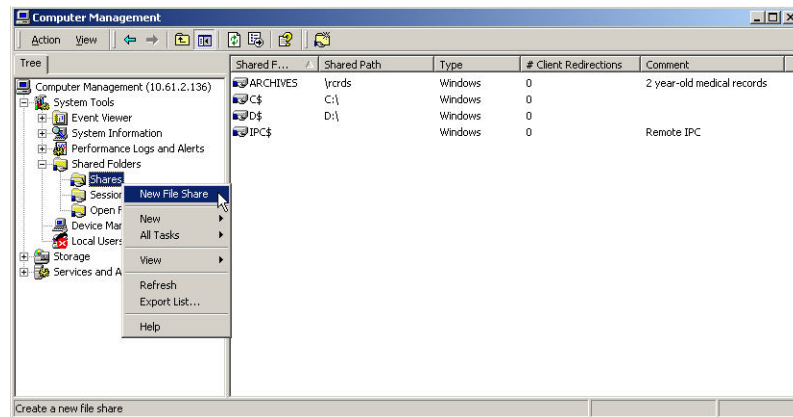 Computer Management
Action View
Tree
Computer Management (10.61.2.136)
System Tools
Event Viewer
System Information
Performance Logs and Alerts
Shared Folders
Shares
Session
Open F
Device Mar
Local Users
Storage
Services and A
New File Share
New
All Tasks
View
Refresh
Export List...
Help
Shared F... Shared Path Type # Client Redirections Comment
ARCHIVES \rcrds Windows 0 2 year-old medical records
C$ C:\ Windows 0
D$ D:\ Windows 0
IPC$ Windows 0 Remote IPC
Create a new file share